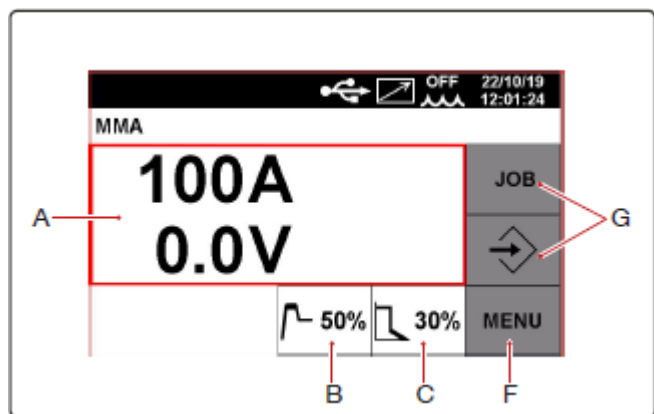 OFF 22/10/19
12:01:24
MMA
100A
0.0V
JOB
50% 30% MENU
A
G
B C F